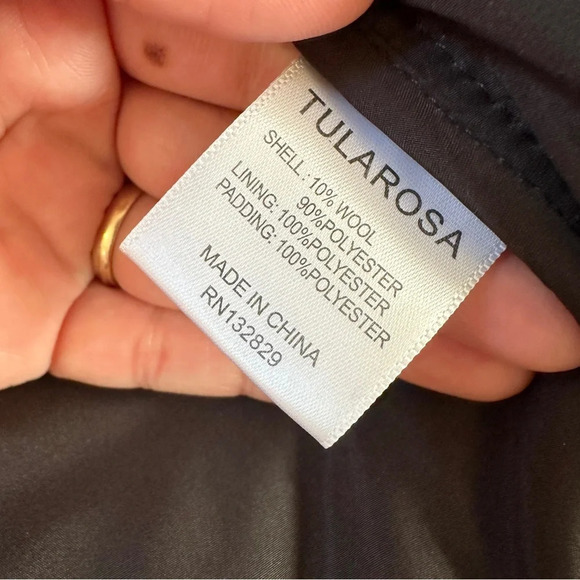 TULAROSA
SHELL : 10% WOOL
90%POLYESTER
LINING: 100%POLYESTER
PADDING: 100%POLYESTER
MADE IN CHINA
RN132829